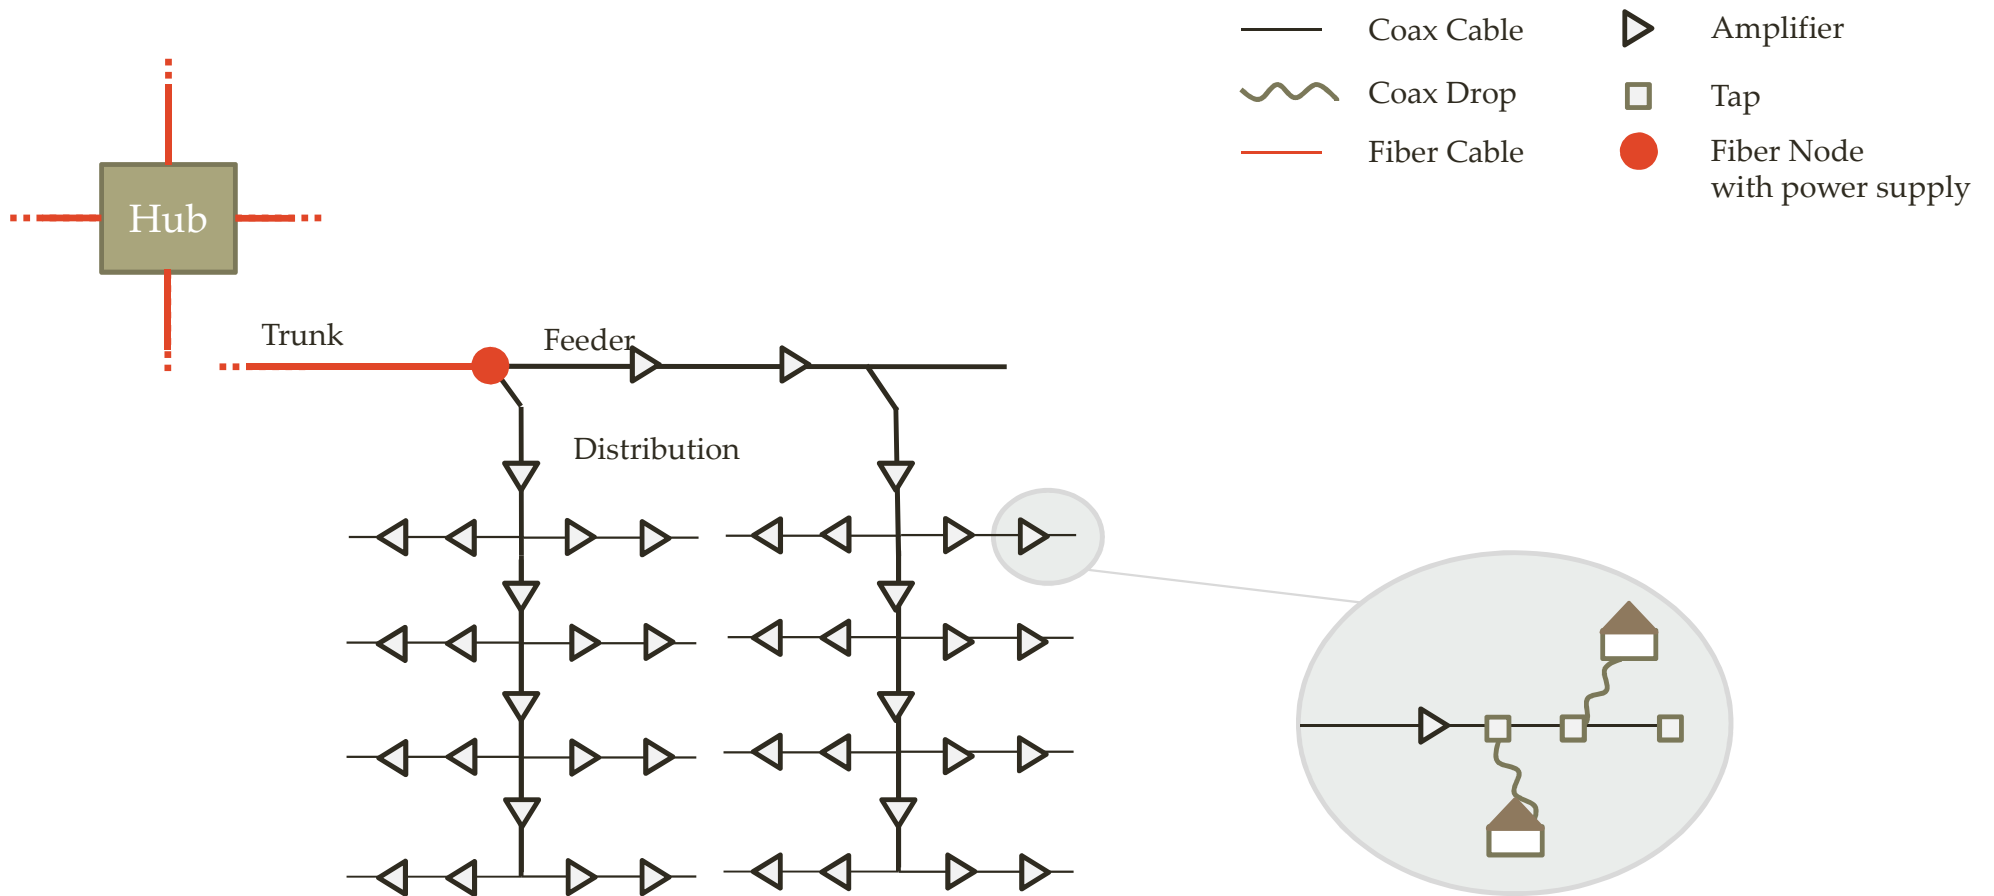 Coax Cable
Amplifier
Coax Drop
Tap
Fiber Cable
Fiber Node
with power supply
Hub
Trunk
Feeder
Distribution